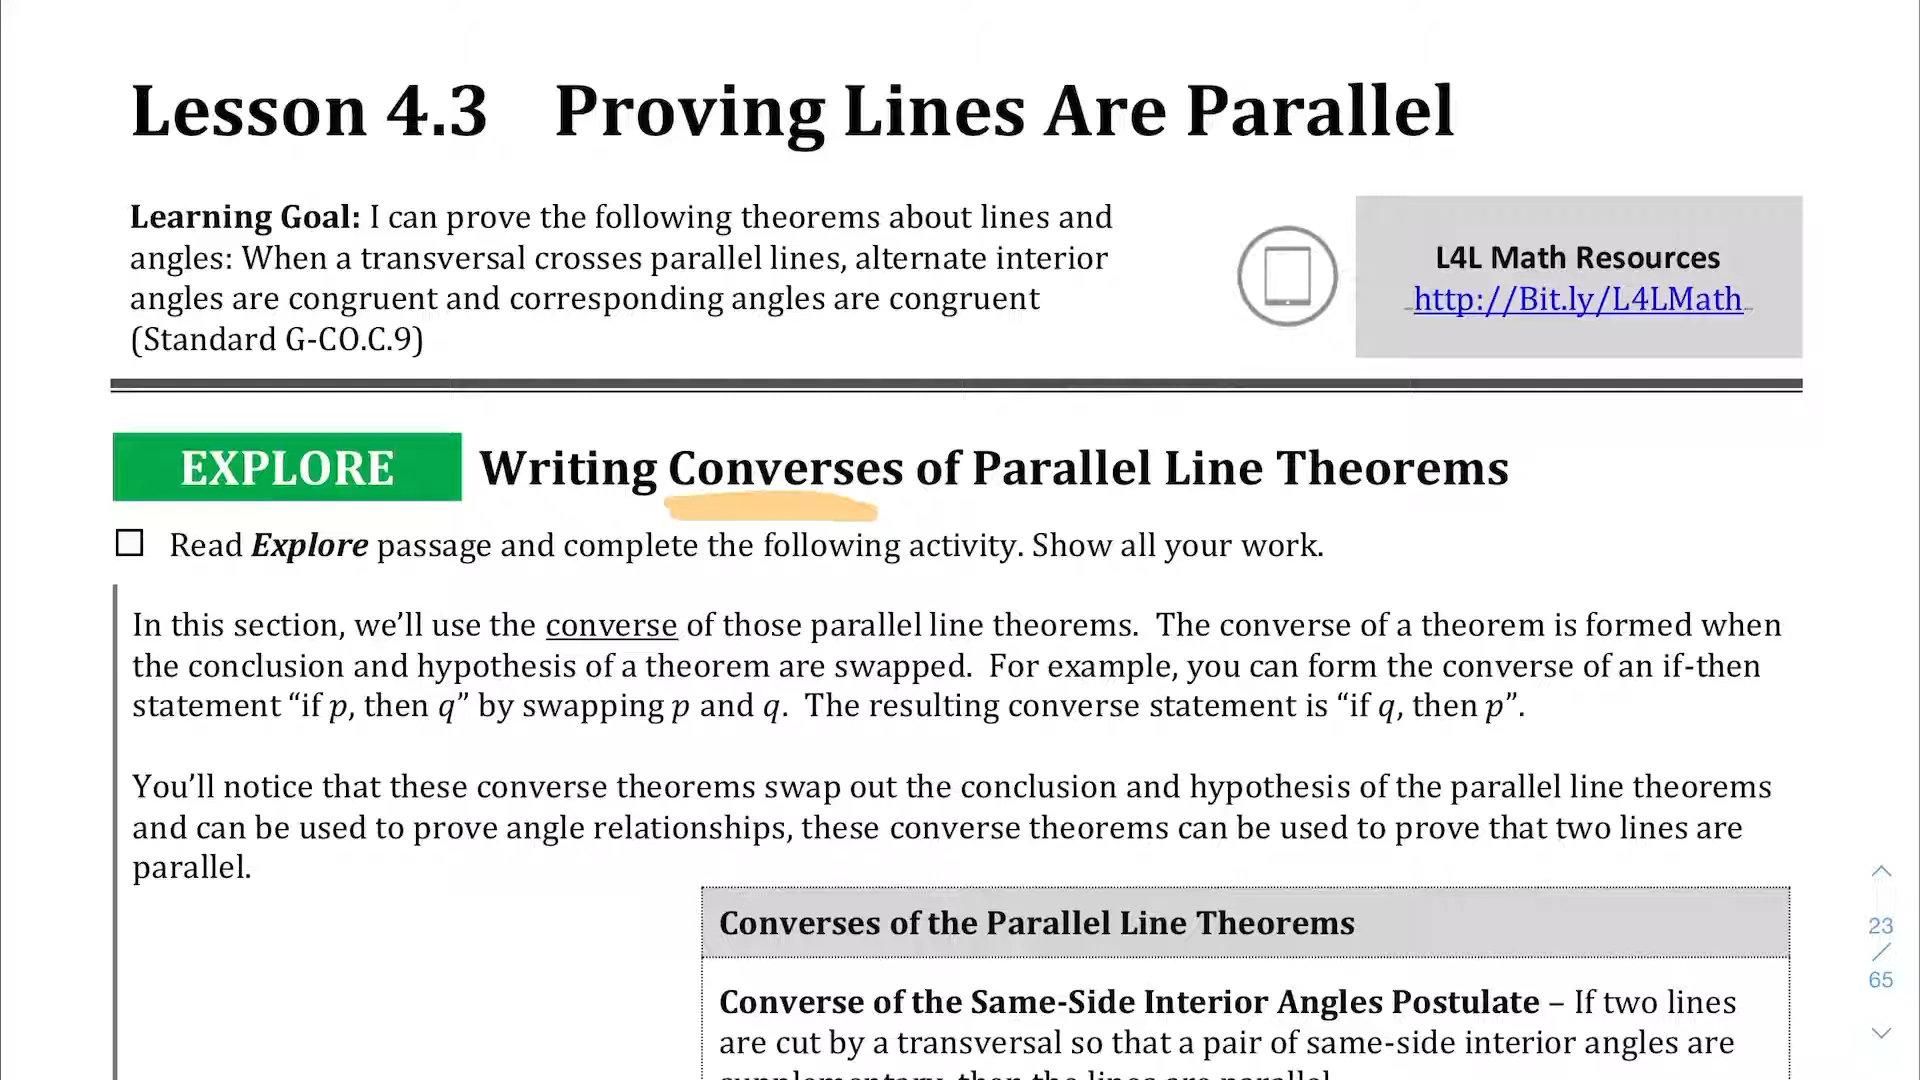 Lesson 4.3 Proving Lines Are Parallel
Learning Goal: I can prove the following theorems about lines and
angles: When a transversal crosses parallel lines, alternate interior
angles are congruent and corresponding angles are congruent
(Standard G-CO.C.9)
L4L Math Resources
http://Bit.ly/L4LMath
EXPLORE Writing Converses of Parallel Line Theorems
Read Explore passage and complete the following activity. Show all your work.
In this section, we’ll use the converse of those parallel line theorems. The converse of a theorem is formed when
the conclusion and hypothesis of a theorem are swapped. For example, you can form the converse of an if-then
statement “if p, then q” by swapping p and q. The resulting converse statement is “if q, then p”.
You’ll notice that these converse theorems swap out the conclusion and hypothesis of the parallel line theorems
and can be used to prove angle relationships, these converse theorems can be used to prove that two lines are
parallel.
Converses of the Parallel Line Theorems
Converse of the Same-Side Interior Angles Postulate – If two lines
are cut by a transversal so that a pair of same-side interior angles are
supplementary, then the lines are parallel.
23
/
65